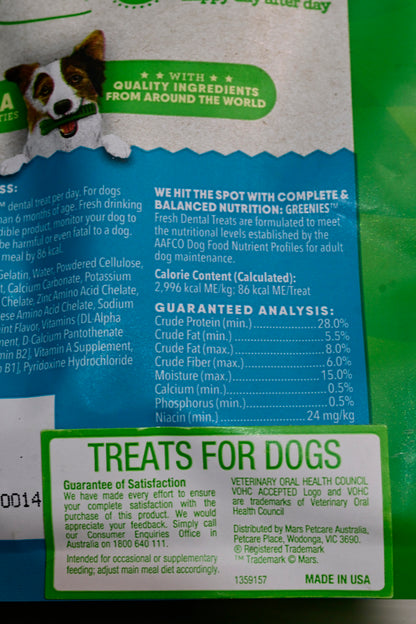 day after day
★ ★ WITH ★ ★
QUALITY INGREDIENTS
FROM AROUND THE WORLD
A
TIES
SS:
™ dental treat per day. For dogs
an 6 months of age. Fresh drinking
dible product, monitor your dog to
be harmful or even fatal to a dog.
meal by 86 kcal.
Gelatin, Water, Powdered Cellulose,
t, Calcium Carbonate, Potassium
Chelate, Zinc Amino Acid Chelate,
ese Amino Acid Chelate, Sodium
int Flavor, Vitamins (DL Alpha
ment, D Calcium Pantothenate
min B2], Vitamin A Supplement,
n B1], Pyridoxine Hydrochloride
WE HIT THE SPOT WITH COMPLETE &
BALANCED NUTRITION: GREENIES™
Fresh Dental Treats are formulated to meet
the nutritional levels established by the
AAFCO Dog Food Nutrient Profiles for adult
dog maintenance.
Calorie Content (Calculated):
2,996 kcal ME/kg; 86 kcal ME/Treat
GUARANTEED ANALYSIS:
Crude Protein (min.)........................28.0%
Crude Fat (min.)................................5.5%
Crude Fat (max.)...............................8.0%
Crude Fiber (max.)............................6.0%
Moisture (max.)...............................15.0%
Calcium (min.)...................................0.5%
Phosphorus (min.).............................0.5%
Niacin (min.)...........................24 mg/kg
0014
TREATS FOR DOGS
Guarantee of Satisfaction
We have made every effort to ensure
your complete satisfaction with the
purchase of this product. We would
appreciate your feedback. Simply call
our Consumer Enquiries Office in
Australia on 1800 640 111.
Intended for occasional or supplementary
feeding; adjust main meal diet accordingly.
VETERINARY ORAL HEALTH COUNCIL
VOHC ACCEPTED Logo and VOHC
are trademarks of Veterinary Oral
Health Council
Distributed by Mars Petcare Australia,
Petcare Place, Wodonga, VIC 3690.
® Registered Trademark
™ Trademark © Mars.
1359157 MADE IN USA